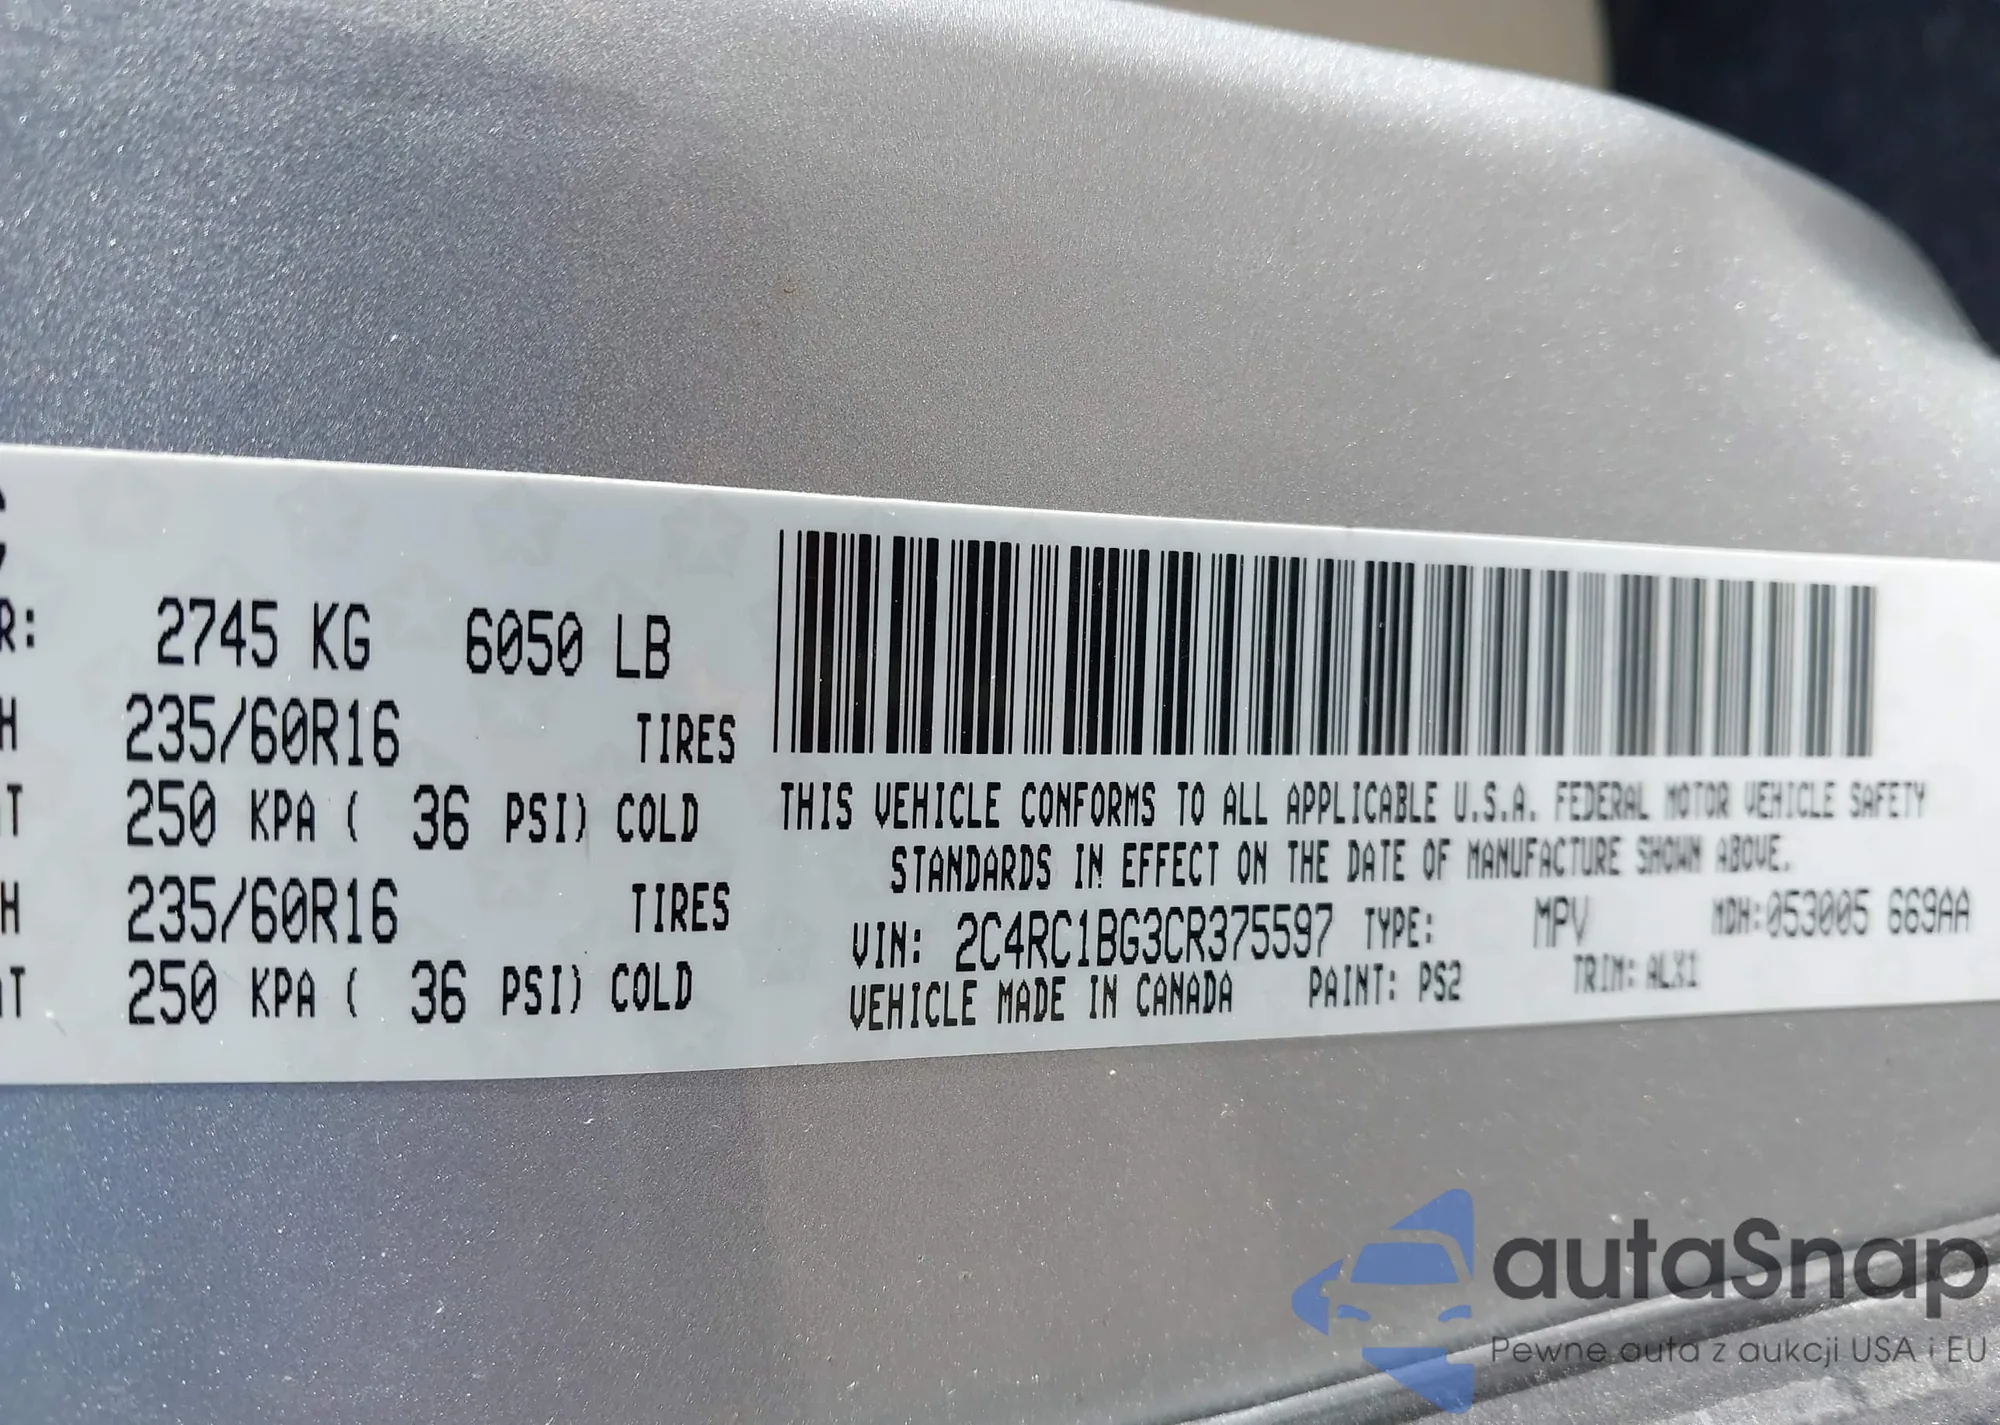 R: 2745 KG 6050 LB
H 235/60R16 TIRES
T 250 KPA ( 36 PSI) COLD
H 235/60R16 TIRES
T 250 KPA ( 36 PSI) COLD
THIS VEHICLE CONFORMS TO ALL APPLICABLE U.S.A. FEDERAL MOTOR VEHICLE SAFETY
STANDARDS IN EFFECT ON THE DATE OF MANUFACTURE SHOWN ABOVE.
VIN: 2C4RC1BG3CR375597 TYPE: MPV MDH:053005 669AA
VEHICLE MADE IN CANADA PAINT: PS2 TRIM: ALX1
autaSnap
Pewne auta z aukcji USA i EU